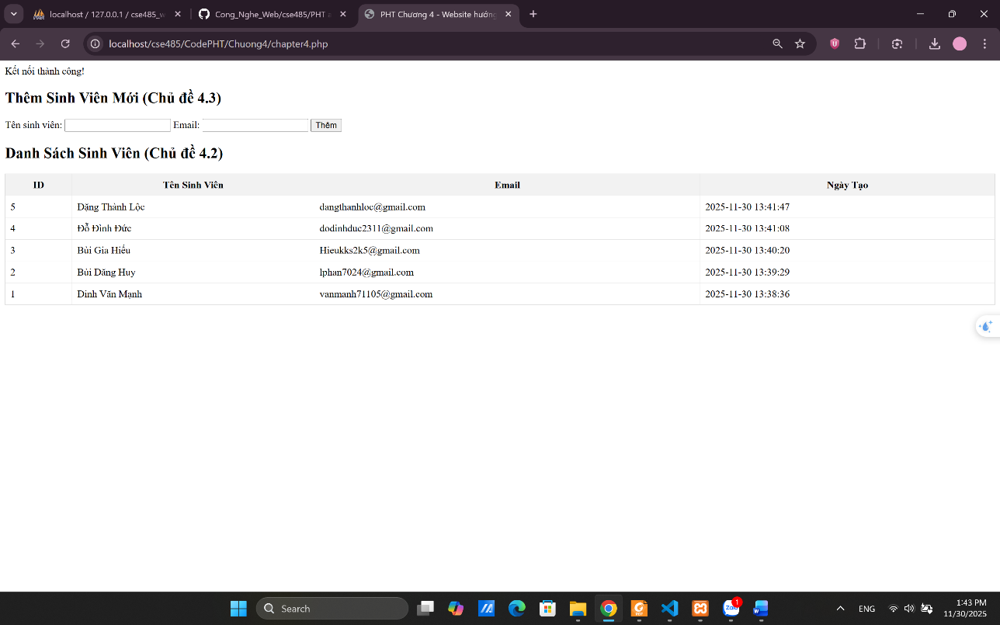 localhost / 127.0.0.1 / cse485_w
Cong_Nghe_Web/cse485/PHT a
PHT Chương 4 - Website hướng
localhost/cse485/CodePHT/Chuong4/chapter4.php
Kết nối thành công!
Thêm Sinh Viên Mới (Chủ đề 4.3)
Tên sinh viên: Email: Thêm
Danh Sách Sinh Viên (Chủ đề 4.2)
ID Tên Sinh Viên Email Ngày Tạo
5 Đặng Thành Lộc dangthanhloc@gmail.com 2025-11-30 13:41:47
4 Đỗ Đình Đức dodinhduc2311@gmail.com 2025-11-30 13:41:08
3 Bùi Gia Hiếu Hieukks2k5@gmail.com 2025-11-30 13:40:20
2 Bùi Đăng Huy lphan7024@gmail.com 2025-11-30 13:39:29
1 Đinh Văn Mạnh vanmanh71105@gmail.com 2025-11-30 13:38:36
Search
Zalo 1
ENG
1:43 PM
11/30/2025